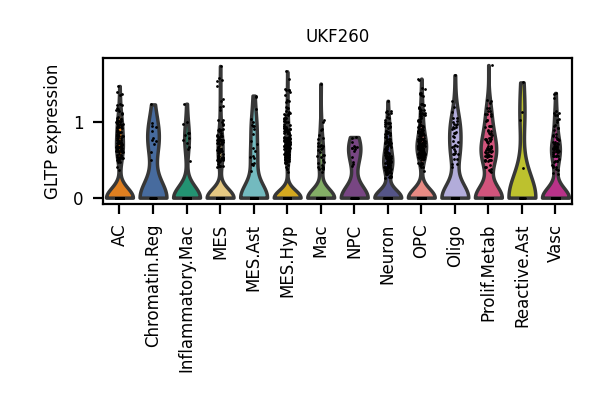 UKF260
GLTP expression
1
0
AC
Chromatin.Reg
Inflammatory.Mac
MES
MES.Ast
MES.Hyp
Mac
NPC
Neuron
OPC
Oligo
Prolif.Metab
Reactive.Ast
Vasc